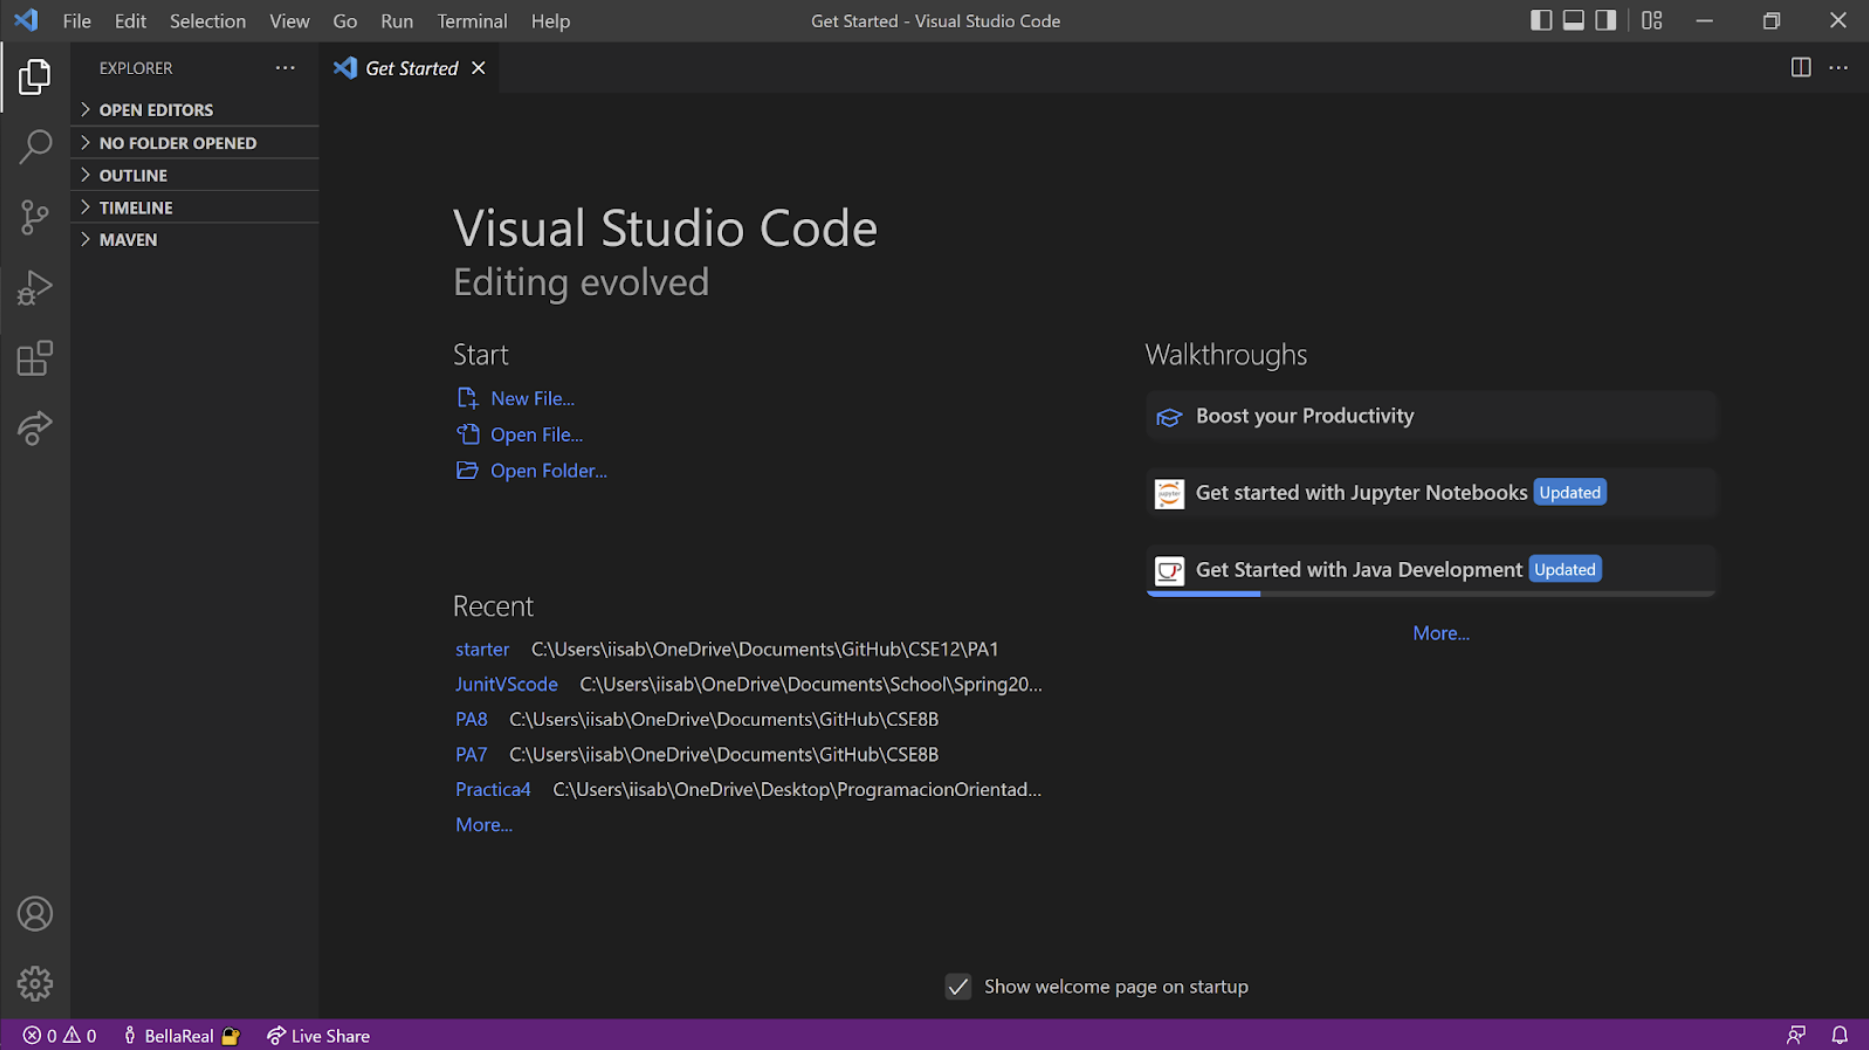 File Edit Selection View Go Run Terminal Help
Get Started - Visual Studio Code
EXPLORER
Get Started
OPEN EDITORS
NO FOLDER OPENED
OUTLINE
TIMELINE
MAVEN
Visual Studio Code
Editing evolved
Start
New File...
Open File...
Open Folder...
Recent
starter C:\Users\iisab\OneDrive\Documents\GitHub\CSE12\PA1
JunitVScode C:\Users\iisab\OneDrive\Documents\School\Spring20...
PA8 C:\Users\iisab\OneDrive\Documents\GitHub\CSE8B
PA7 C:\Users\iisab\OneDrive\Documents\GitHub\CSE8B
Practica4 C:\Users\iisab\OneDrive\Desktop\ProgramacionOrientad...
More...
Walkthroughs
Boost your Productivity
Jupyter
Get started with Jupyter Notebooks Updated
Get Started with Java Development Updated
More...
Show welcome page on startup
0 0 BellaReal Live Share